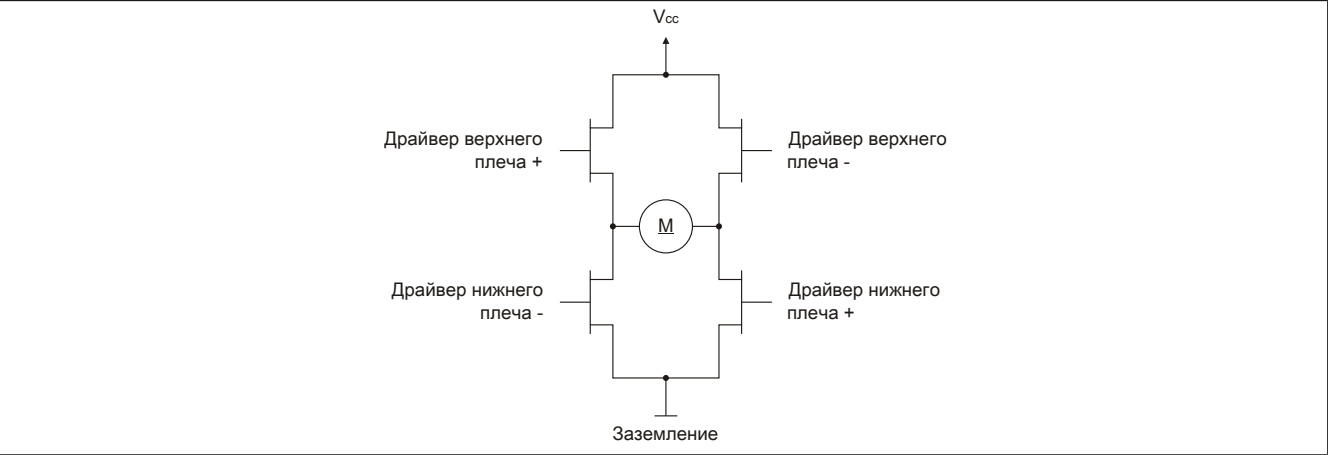 Vcc
Драйвер верхнего
плеча +
Драйвер верхнего
плеча -
M
Драйвер нижнего
плеча -
Драйвер нижнего
плеча +
Заземление